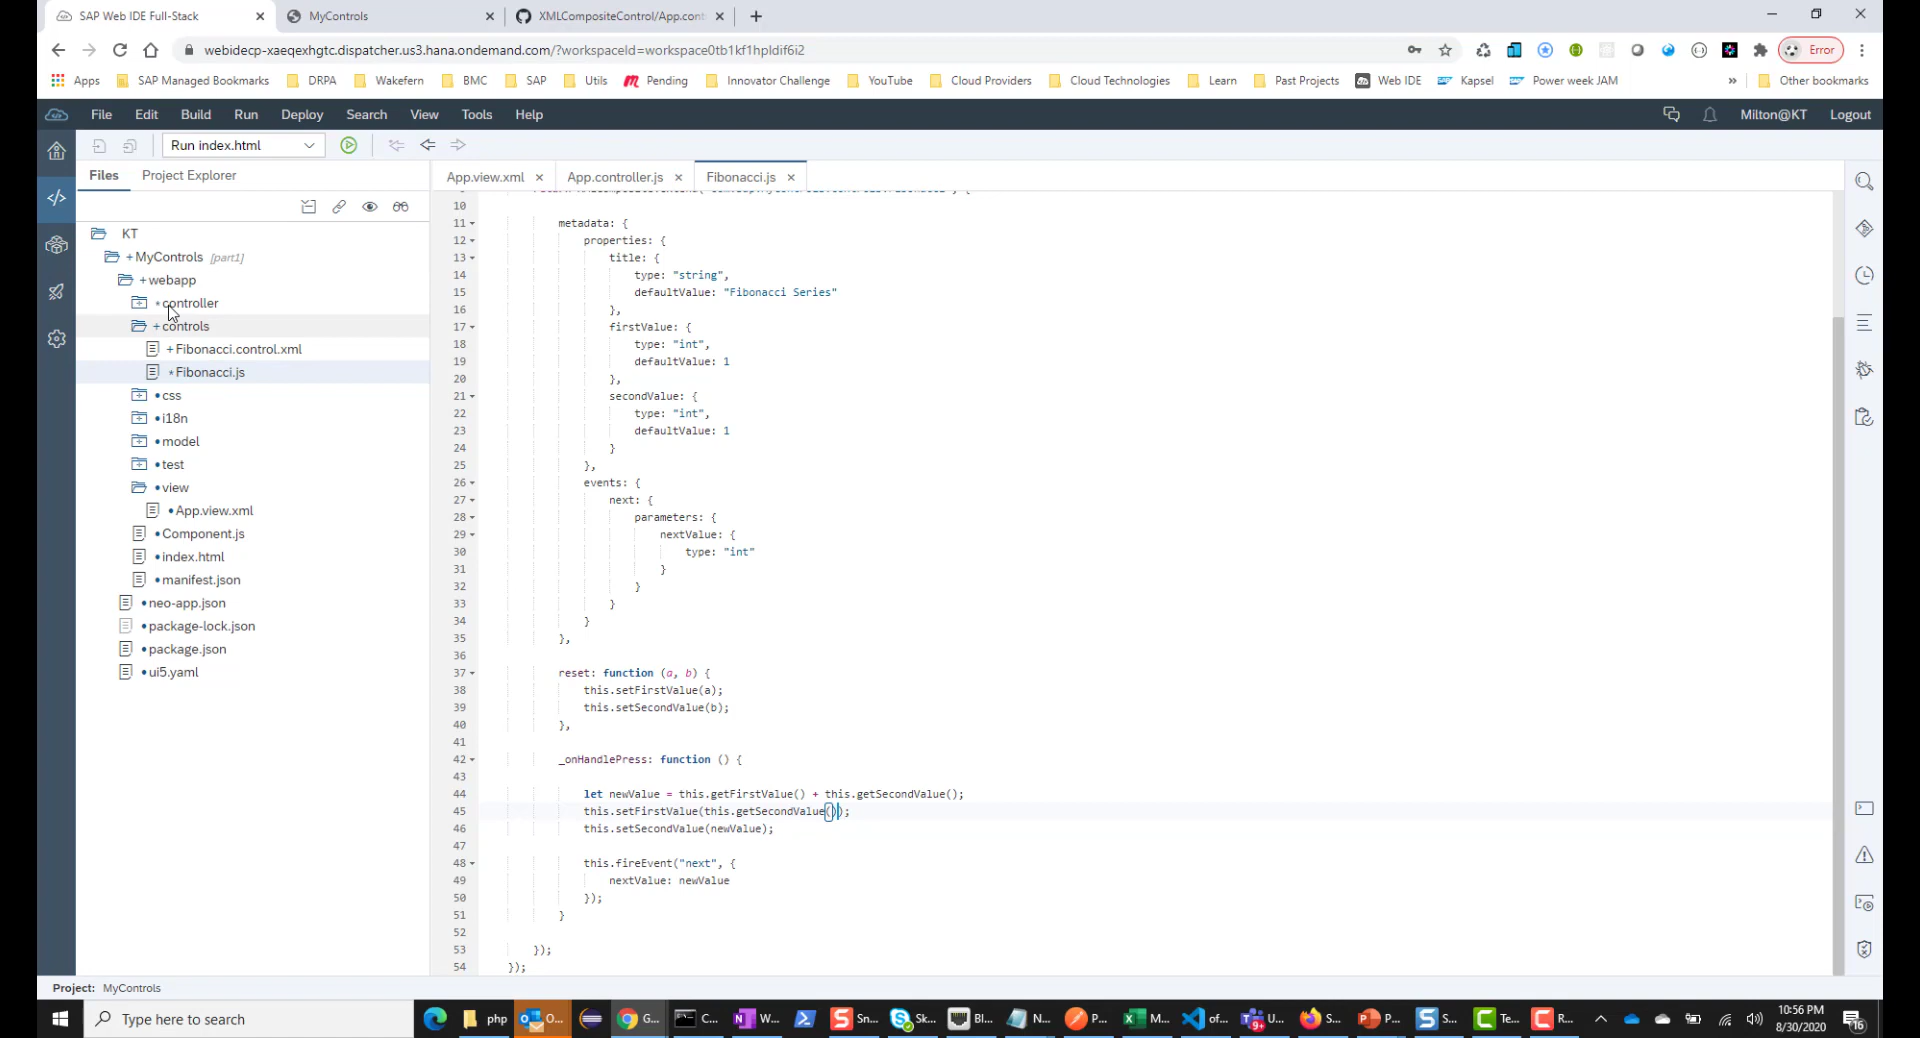 SAP Web IDE Full-Stack
MyControls
XMLCompositeControl/App.cont
webidecp-xaeqexhgtc.dispatcher.us3.hana.ondemand.com/?workspaceId=workspace0tb1kf1hpldif6i2
Error
Apps
SAP Managed Bookmarks
DRPA
Wakefern
BMC
SAP
Utils
Pending
Innovator Challenge
YouTube
Cloud Providers
Cloud Technologies
Learn
Past Projects
Web IDE
Kapsel
Power week JAM
»
Other bookmarks
File
Edit
Build
Run
Deploy
Search
View
Tools
Help
Milton@KT
Logout
Run index.html
Files
Project Explorer
App.view.xml
App.controller.js
Fibonacci.js
KT
+ MyControls [part1]
+ webapp
* controller
+ controls
+ Fibonacci.control.xml
* Fibonacci.js
• css
• i18n
• model
• test
• view
• App.view.xml
• Component.js
• index.html
• manifest.json
• neo-app.json
• package-lock.json
• package.json
• ui5.yaml
10
11 metadata: {
12 properties: {
13 title: {
14 type: "string",
15 defaultValue: "Fibonacci Series"
16 },
17 firstValue: {
18 type: "int",
19 defaultValue: 1
20 },
21 secondValue: {
22 type: "int",
23 defaultValue: 1
24 }
25 },
26 events: {
27 next: {
28 parameters: {
29 nextValue: {
30 type: "int"
31 }
32 }
33 }
34 }
35 },
36
37 reset: function (a, b) {
38 this.setFirstValue(a);
39 this.setSecondValue(b);
40 },
41
42 _onHandlePress: function () {
43
44 let newValue = this.getFirstValue() + this.getSecondValue();
45 this.setFirstValue(this.getSecondValue());
46 this.setSecondValue(newValue);
47
48 this.fireEvent("next", {
49 nextValue: newValue
50 });
51 }
52
53 });
54 });
Project: MyControls
Type here to search
php
O...
G...
C...
W...
Sn...
Sk...
Bl...
N...
P...
M...
of...
9+
U...
S...
P...
S...
Te...
R...
10:56 PM
8/30/2020
16